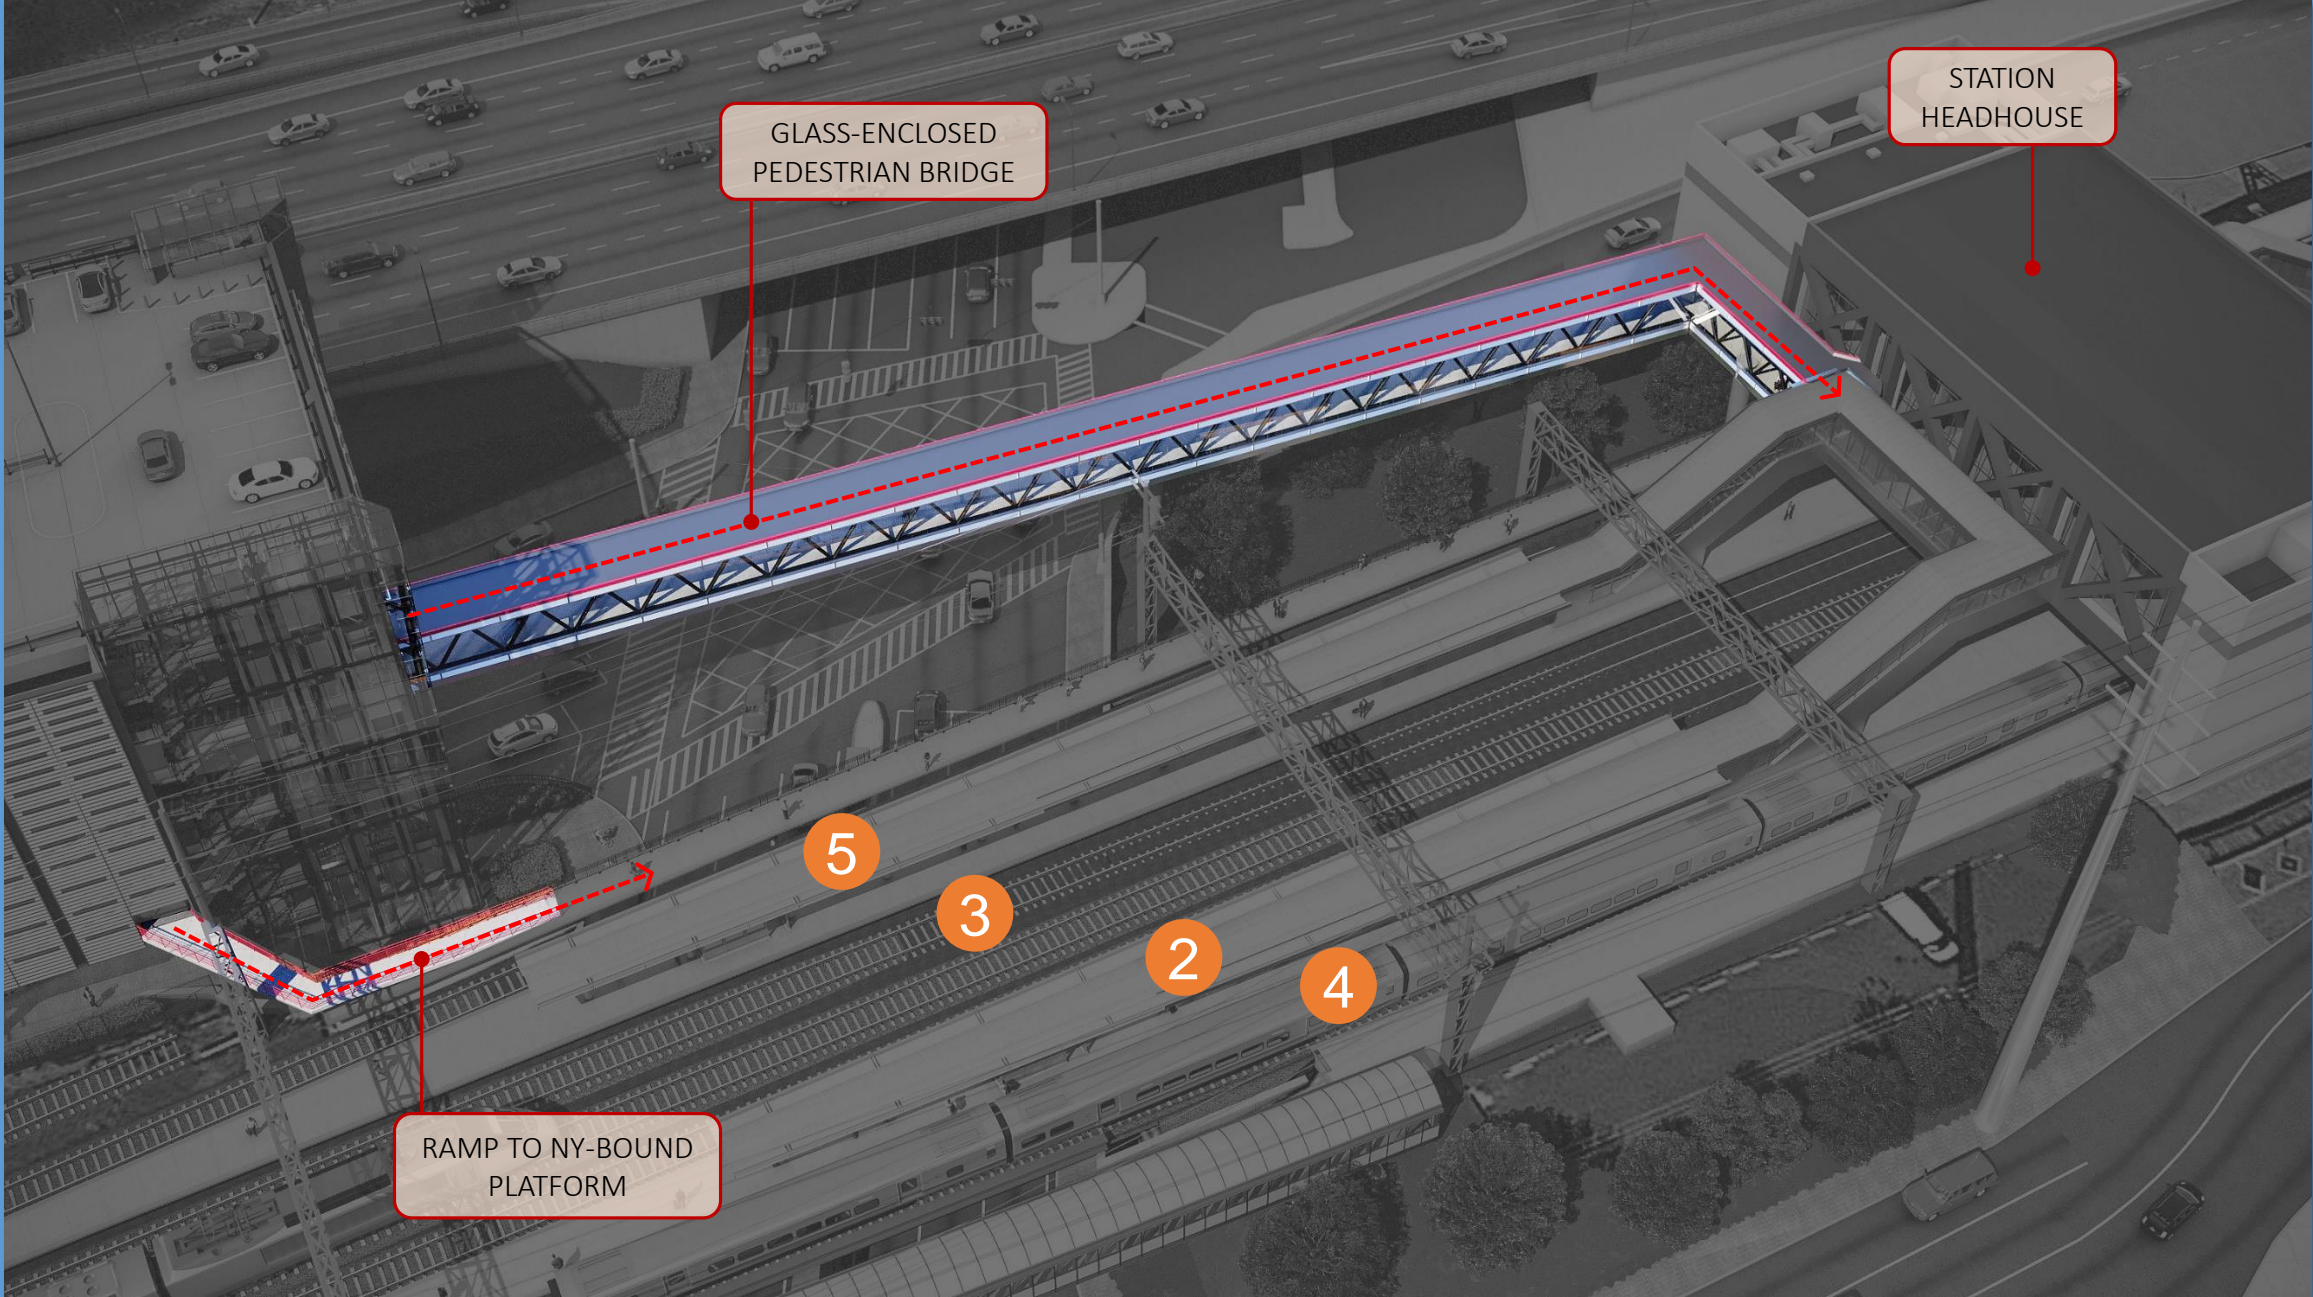 STATION
HEADHOUSE
GLASS-ENCLOSED
PEDESTRIAN BRIDGE
5
3
2
4
RAMP TO NY-BOUND
PLATFORM